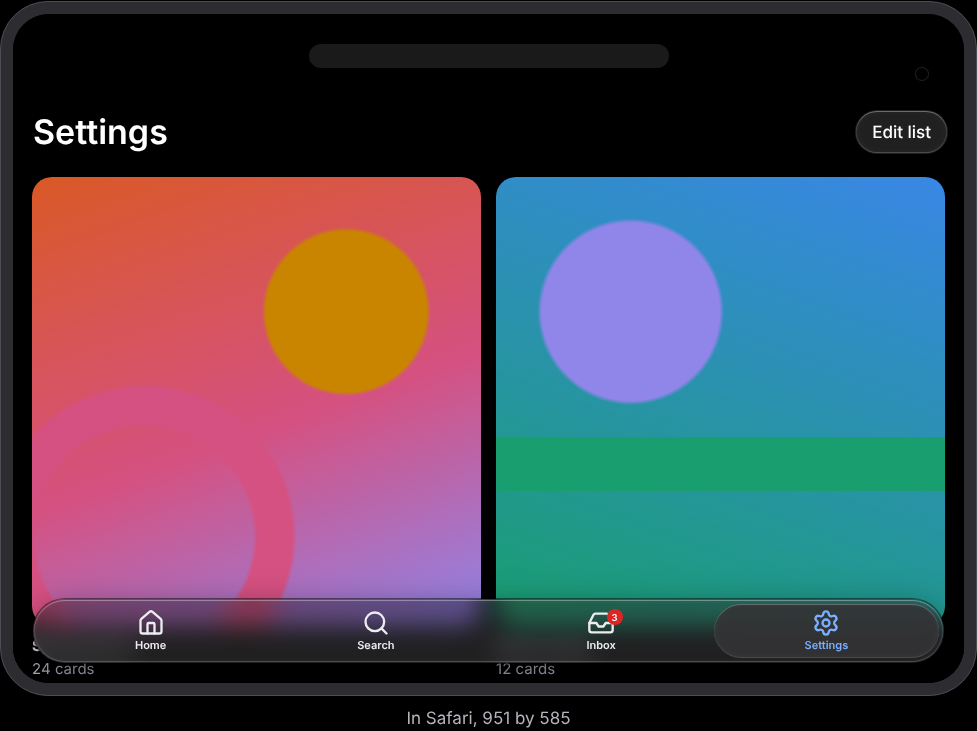 Settings
Edit list
Home
Search
3
Inbox
Settings
24 cards
12 cards
In Safari, 951 by 585